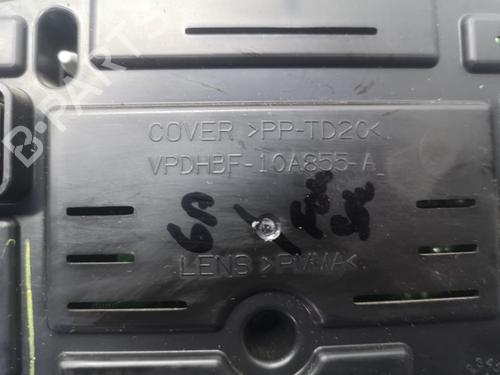 B-PARTS
COVER >PP-TD20<
VPDHBF-10A855-A
LENS >PMMA<